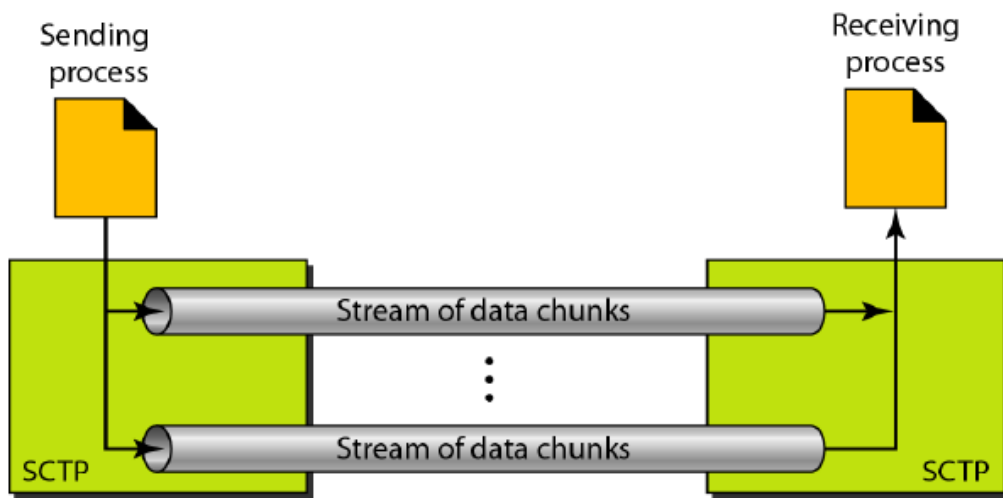 Sending
process
Receiving
process
Stream of data chunks
Stream of data chunks
SCTP
SCTP